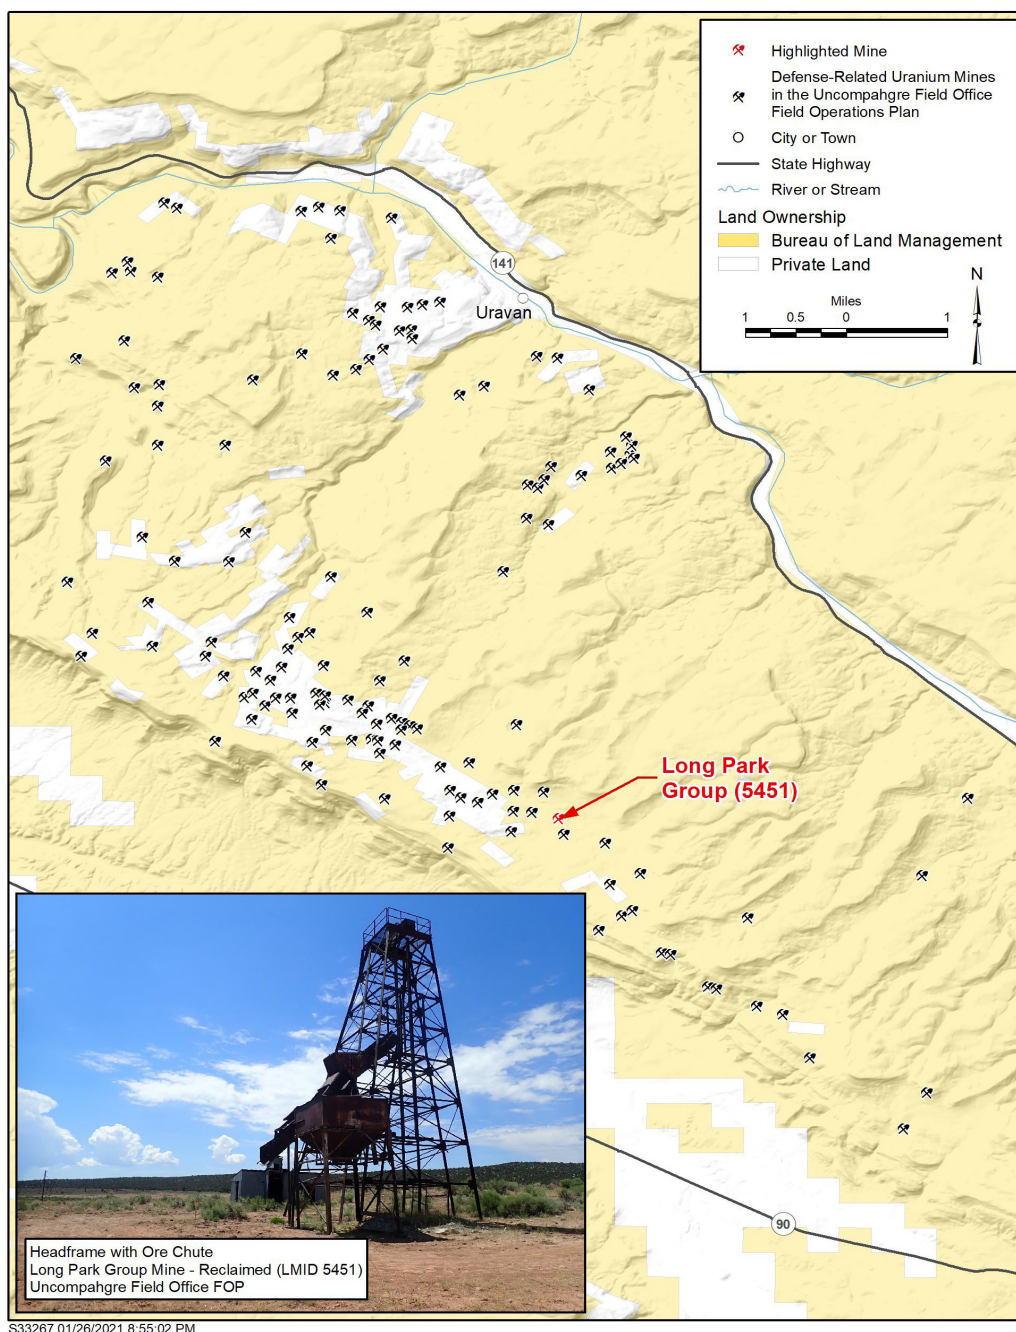 Highlighted Mine
Defense-Related Uranium Mines
in the Uncompahgre Field Office
Field Operations Plan
City or Town
State Highway
River or Stream
Land Ownership
Bureau of Land Management
Private Land
N
Miles
1 0.5 0 1
141
Uravan
Long Park
Group (5451)
90
Headframe with Ore Chute
Long Park Group Mine - Reclaimed (LMID 5451)
Uncompahgre Field Office FOP
S33267 01/26/2021 8:55:02 PM